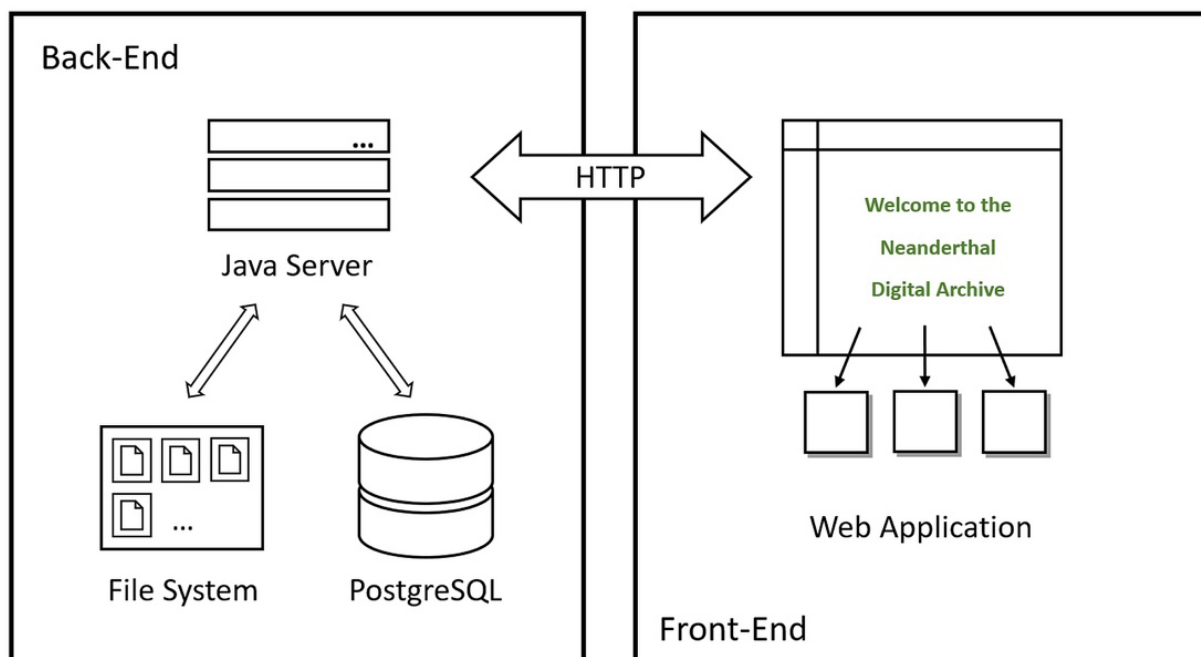 Back-End
...
Java Server
...
File System
PostgreSQL
HTTP
Welcome to the
Neanderthal
Digital Archive
Web Application
Front-End